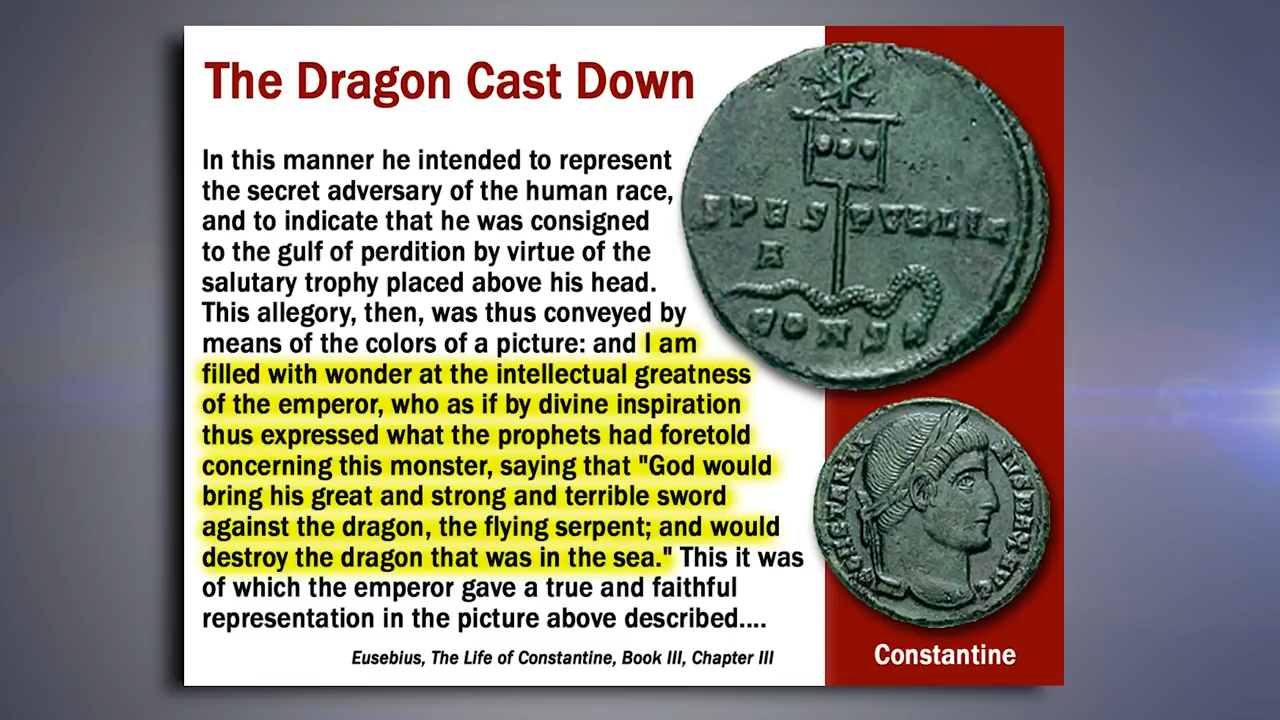 The Dragon Cast Down
In this manner he intended to represent
the secret adversary of the human race,
and to indicate that he was consigned
to the gulf of perdition by virtue of the
salutary trophy placed above his head.
This allegory, then, was thus conveyed by
means of the colors of a picture: and I am
filled with wonder at the intellectual greatness
of the emperor, who as if by divine inspiration
thus expressed what the prophets had foretold
concerning this monster, saying that "God would
bring his great and strong and terrible sword
against the dragon, the flying serpent; and would
destroy the dragon that was in the sea." This it was
of which the emperor gave a true and faithful
representation in the picture above described....
Eusebius, The Life of Constantine, Book III, Chapter III
SPES PVBLIC
A
CONS
CONSTANTI NVS MAX AVG
Constantine